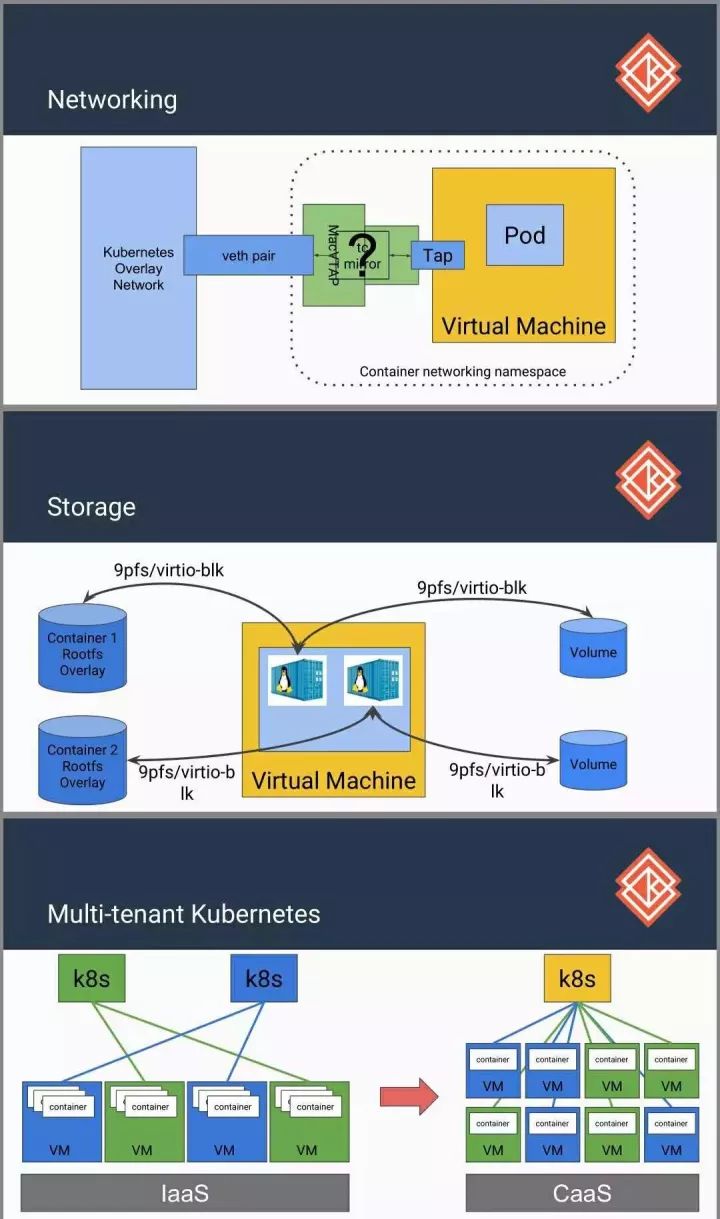 Networking
Kubernetes
Overlay
Network
veth pair
MacVTAP
?
tc
mirror
Tap
Pod
Virtual Machine
Container networking namespace
Storage
9pfs/virtio-blk
9pfs/virtio-blk
Container 1
Rootfs
Overlay
Volume
Container 2
Rootfs
Overlay
9pfs/virtio-b
lk
Virtual Machine
9pfs/virtio-b
lk
Volume
Multi-tenant Kubernetes
k8s
k8s
k8s
container
container
container
container
VM
VM
VM
VM
IaaS
container
container
container
container
VM
VM
VM
VM
container
container
container
container
VM
VM
VM
VM
CaaS